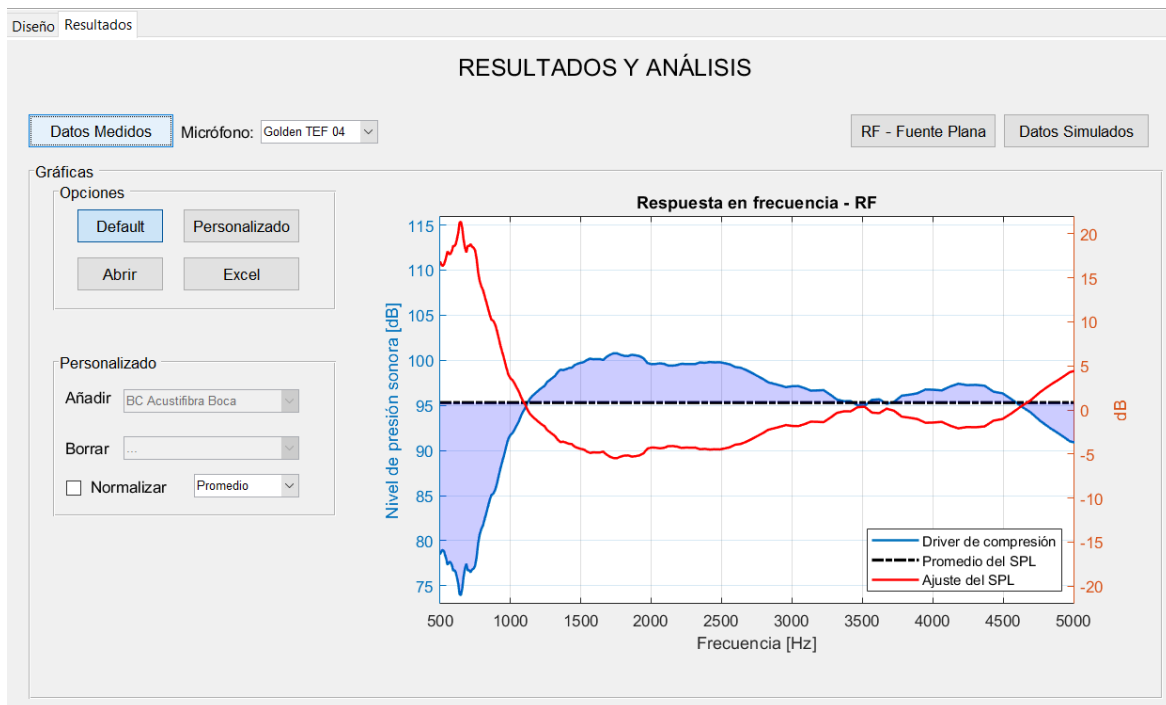 Diseño Resultados
RESULTADOS Y ANÁLISIS
Datos Medidos Micrófono: Golden TEF 04 RF - Fuente Plana Datos Simulados
Gráficas
Opciones
Default Personalizado
Abrir Excel
Personalizado
Añadir BC Acustifibra Boca
Borrar ...
Normalizar Promedio
Respuesta en frecuencia - RF
Nivel de presión sonora [dB]
115
110
105
100
95
90
85
80
75
20
15
10
5
0
-5
-10
-15
-20
dB
Driver de compresión
Promedio del SPL
Ajuste del SPL
500 1000 1500 2000 2500 3000 3500 4000 4500 5000
Frecuencia [Hz]